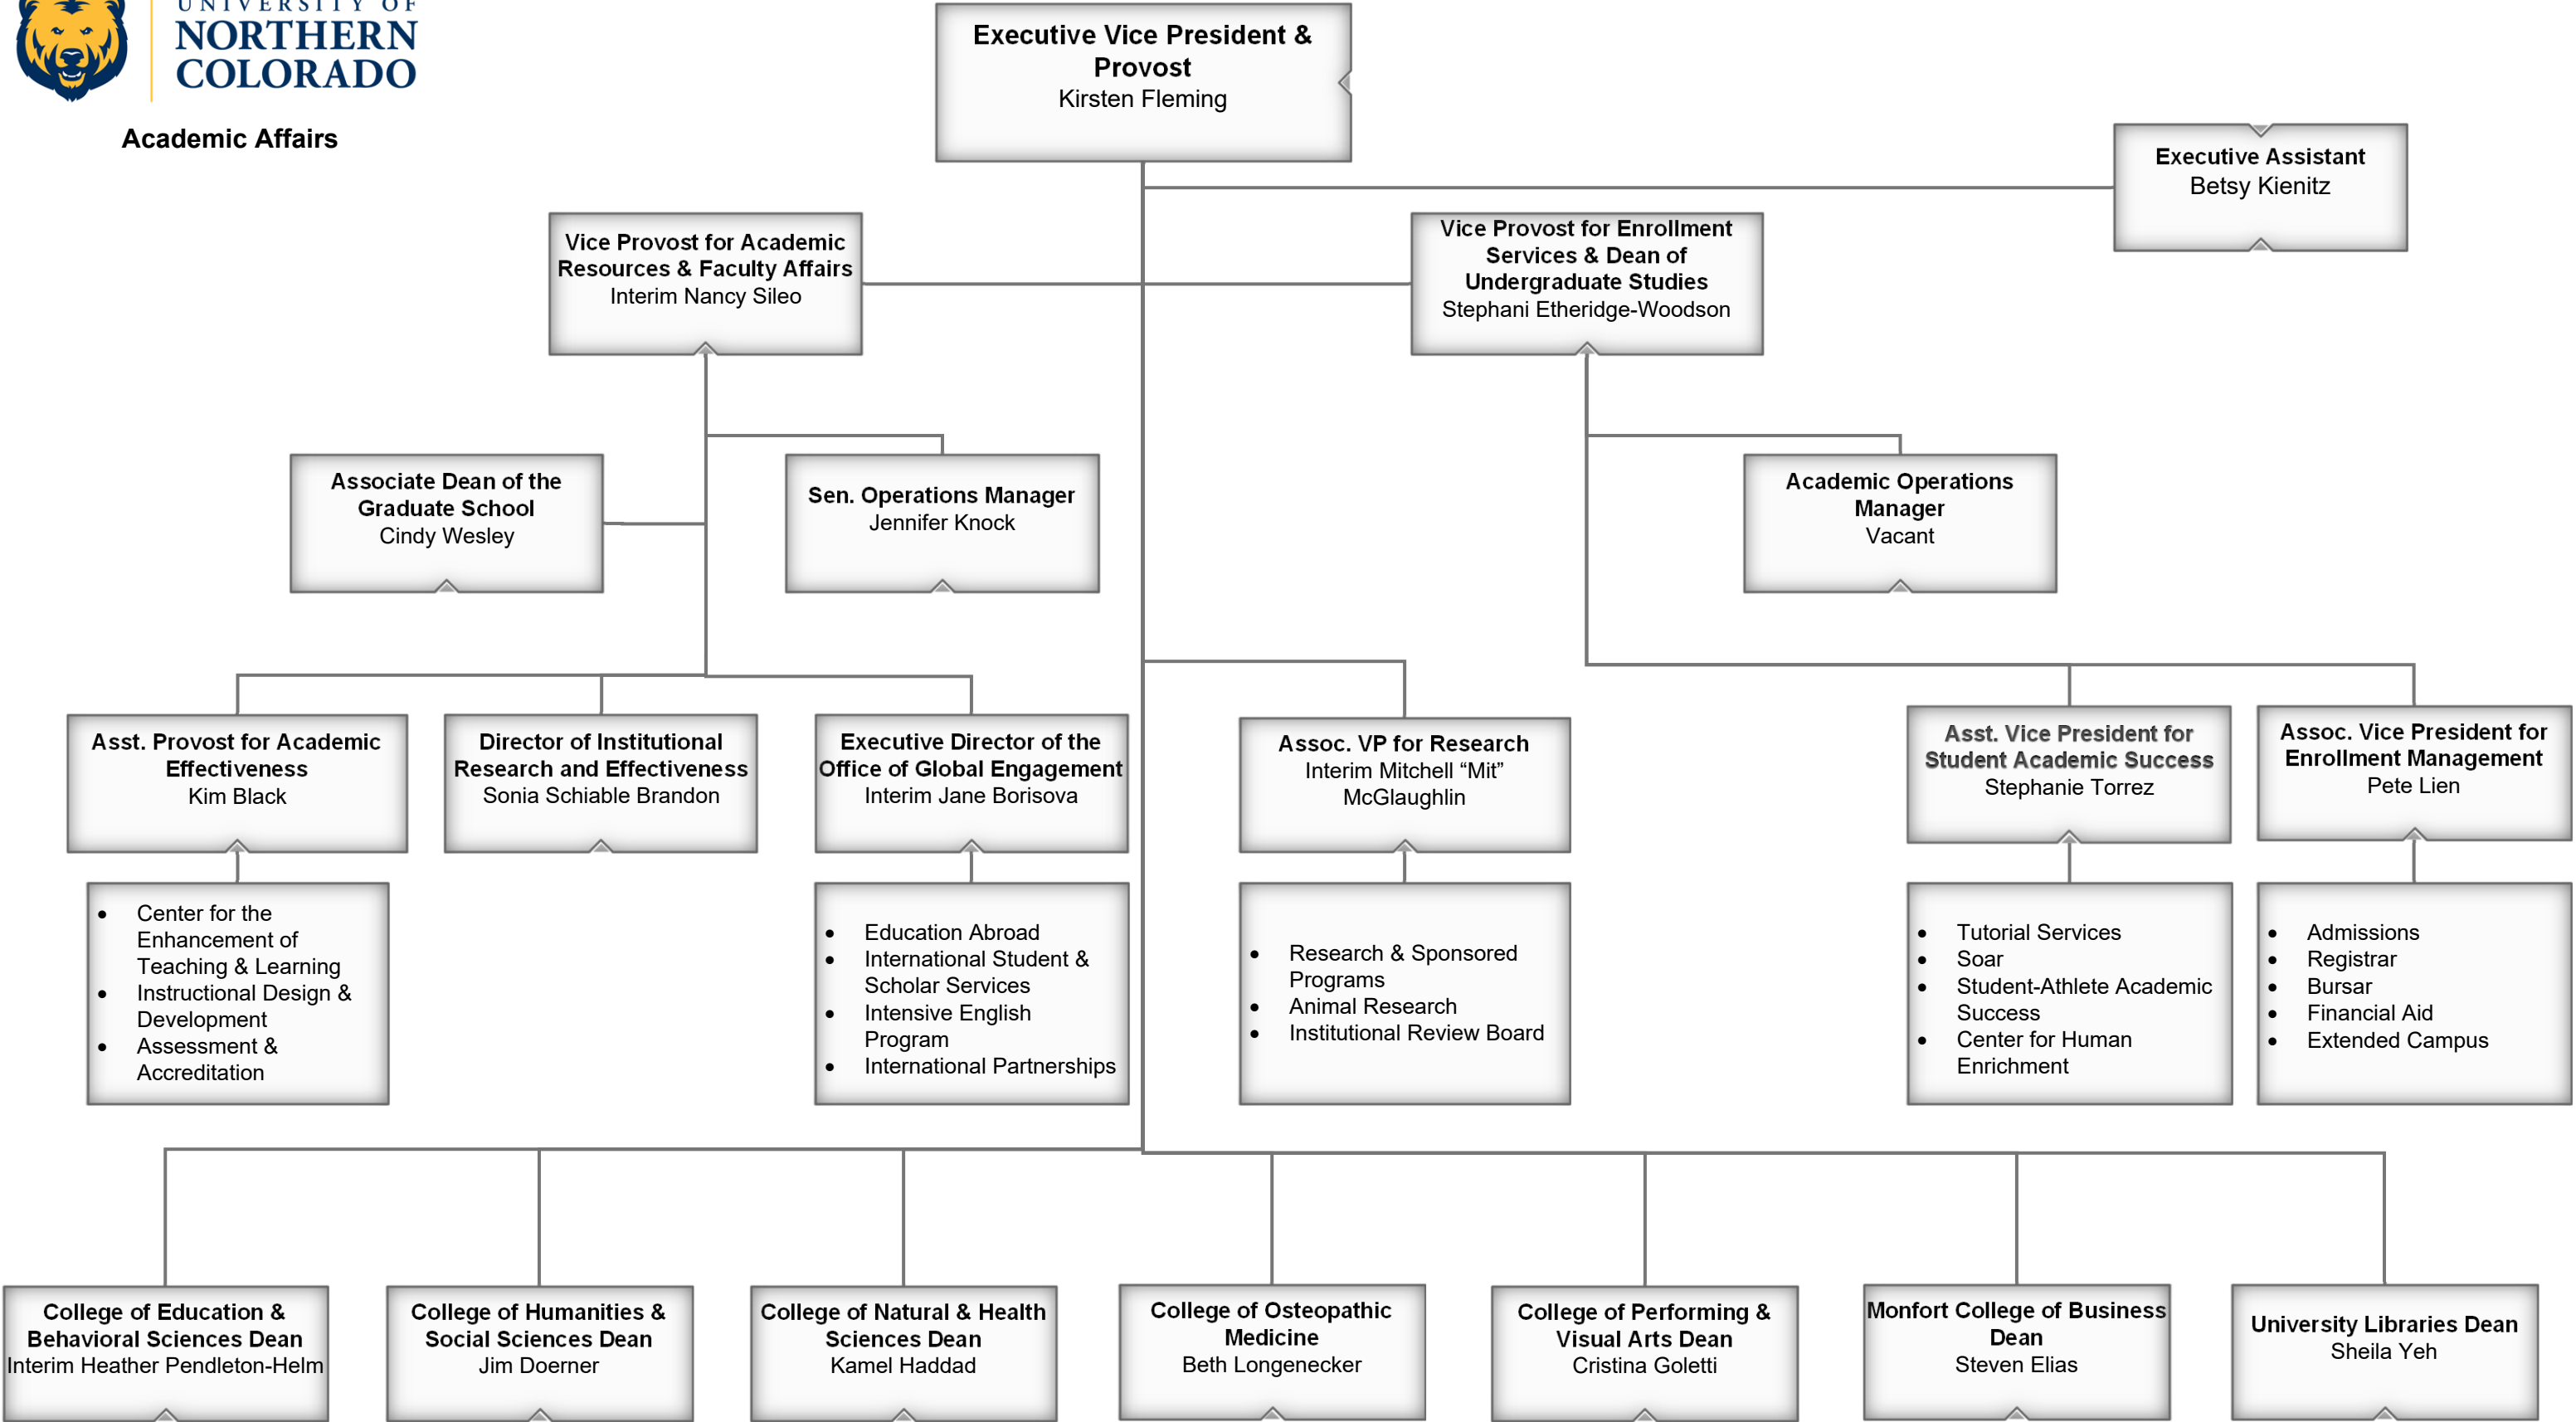 UNIVERSITY OF
NORTHERN
COLORADO
Academic Affairs
Executive Vice President &
Provost
Kirsten Fleming
Executive Assistant
Betsy Kienitz
Vice Provost for Academic
Resources & Faculty Affairs
Interim Nancy Sileo
Vice Provost for Enrollment
Services & Dean of
Undergraduate Studies
Stephani Etheridge-Woodson
Associate Dean of the
Graduate School
Cindy Wesley
Sen. Operations Manager
Jennifer Knock
Academic Operations
Manager
Vacant
Asst. Provost for Academic
Effectiveness
Kim Black
Director of Institutional
Research and Effectiveness
Sonia Schiable Brandon
Executive Director of the
Office of Global Engagement
Interim Jane Borisova
Assoc. VP for Research
Interim Mitchell “Mit”
McGlaughlin
Asst. Vice President for
Student Academic Success
Stephanie Torrez
Assoc. Vice President for
Enrollment Management
Pete Lien
• Center for the
Enhancement of
Teaching & Learning
• Instructional Design &
Development
• Assessment &
Accreditation
• Education Abroad
• International Student &
Scholar Services
• Intensive English
Program
• International Partnerships
• Research & Sponsored
Programs
• Animal Research
• Institutional Review Board
• Tutorial Services
• Soar
• Student-Athlete Academic
Success
• Center for Human
Enrichment
• Admissions
• Registrar
• Bursar
• Financial Aid
• Extended Campus
College of Education &
Behavioral Sciences Dean
Interim Heather Pendleton-Helm
College of Humanities &
Social Sciences Dean
Jim Doerner
College of Natural & Health
Sciences Dean
Kamel Haddad
College of Osteopathic
Medicine
Beth Longenecker
College of Performing &
Visual Arts Dean
Cristina Goletti
Monfort College of Business
Dean
Steven Elias
University Libraries Dean
Sheila Yeh